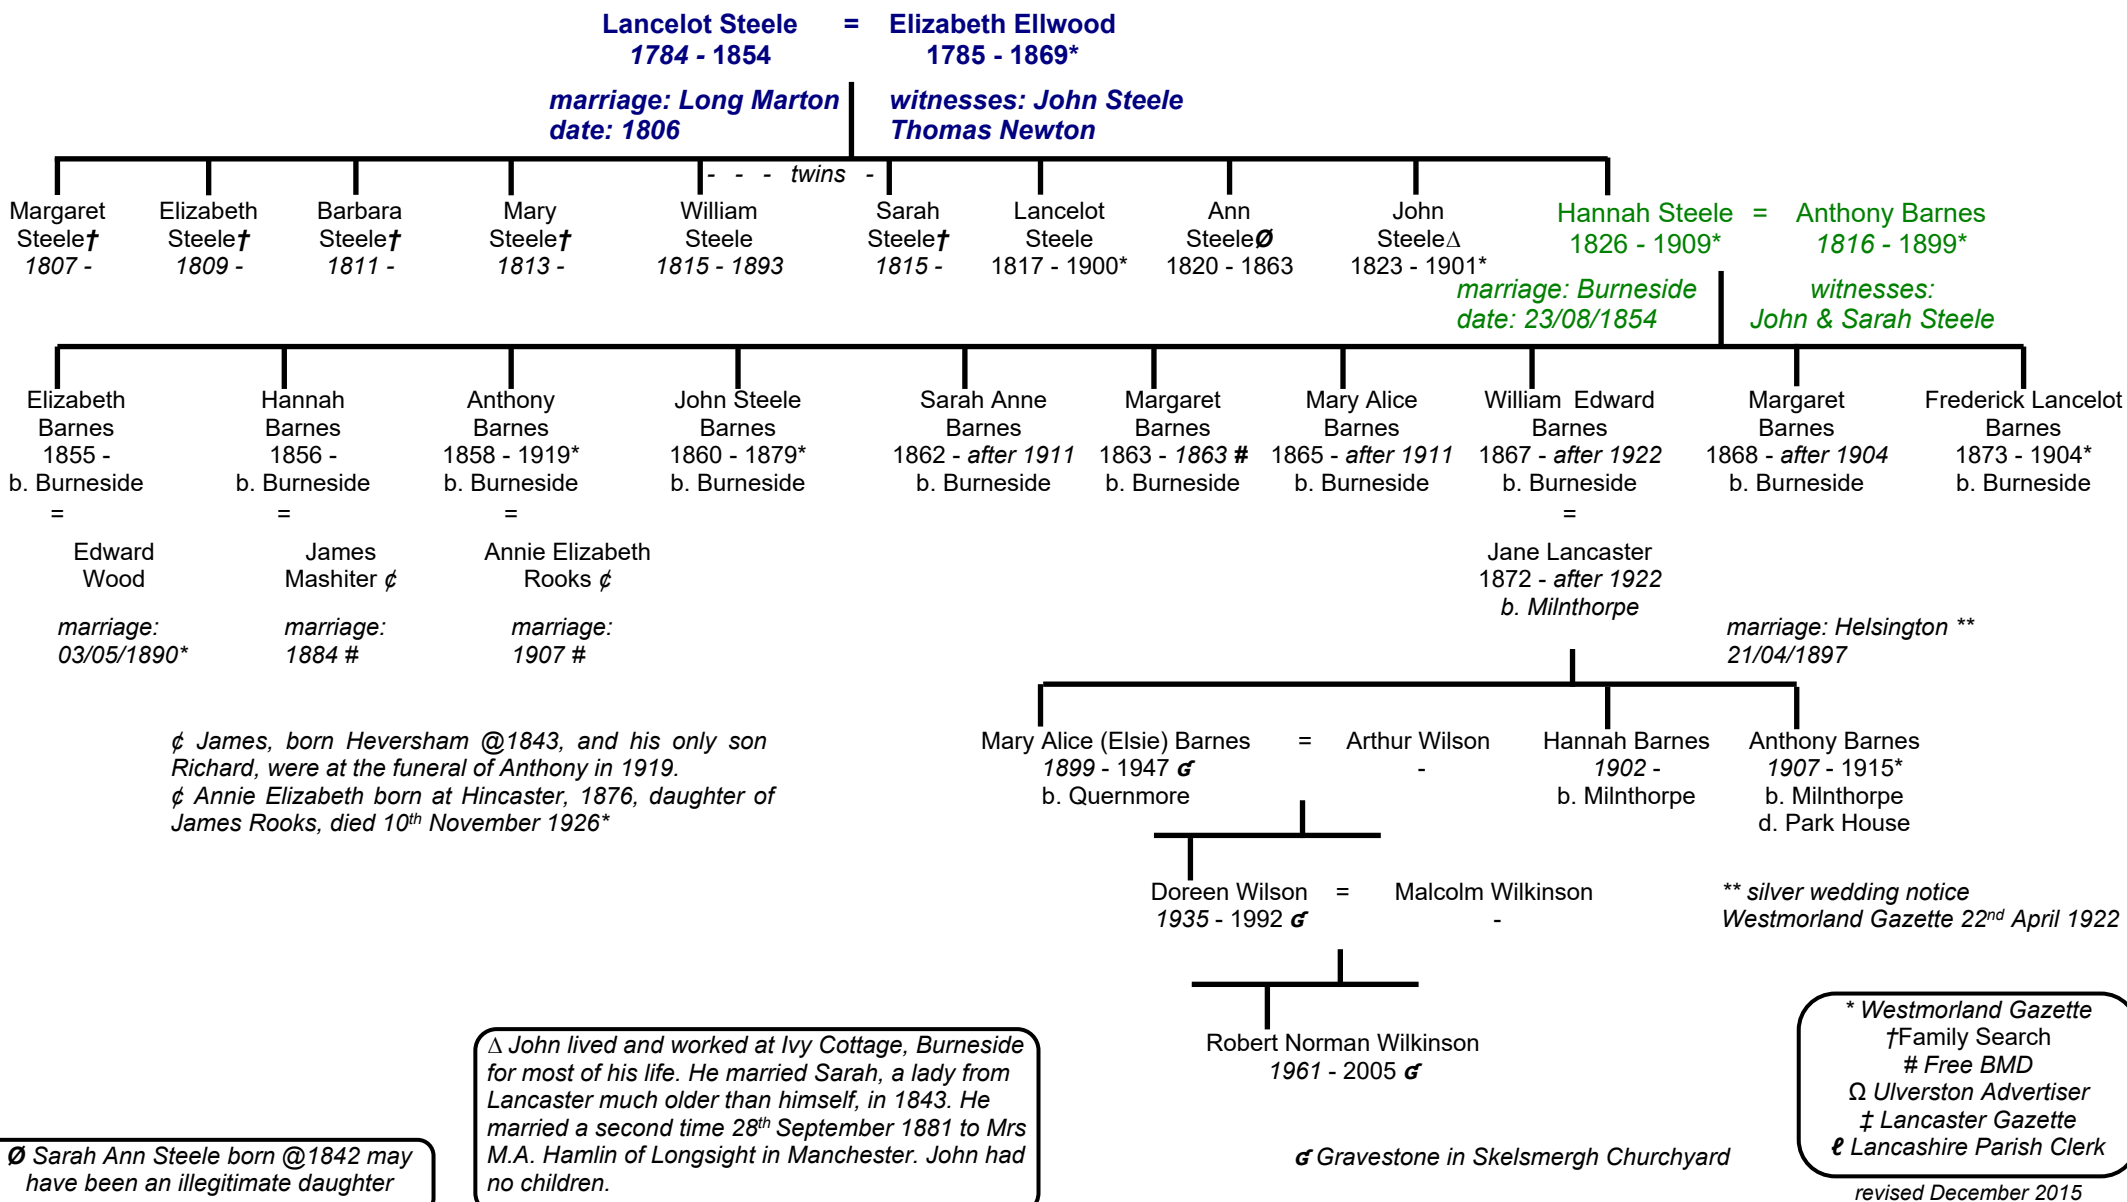 Lancelot Steele = Elizabeth Ellwood
1784 - 1854 1785 - 1869*
marriage: Long Marton witnesses: John Steele
date: 1806 Thomas Newton
- - - twins -
Margaret
Steele†
1807 -
Elizabeth
Steele†
1809 -
Barbara
Steele†
1811 -
Mary
Steele†
1813 -
William
Steele
1815 - 1893
Sarah
Steele†
1815 -
Lancelot
Steele
1817 - 1900*
Ann
SteeleØ
1820 - 1863
John
Steele∆
1823 - 1901*
Hannah Steele = Anthony Barnes
1826 - 1909* 1816 - 1899*
marriage: Burneside witnesses:
date: 23/08/1854 John & Sarah Steele
Elizabeth
Barnes
1855 -
b. Burneside
=
Edward
Wood
marriage:
03/05/1890*
Hannah
Barnes
1856 -
b. Burneside
=
James
Mashiter ¢
marriage:
1884 #
Anthony
Barnes
1858 - 1919*
b. Burneside
=
Annie Elizabeth
Rooks ¢
marriage:
1907 #
John Steele
Barnes
1860 - 1879*
b. Burneside
Sarah Anne
Barnes
1862 - after 1911
b. Burneside
Margaret
Barnes
1863 - 1863 #
b. Burneside
Mary Alice
Barnes
1865 - after 1911
b. Burneside
William Edward
Barnes
1867 - after 1922
b. Burneside
=
Jane Lancaster
1872 - after 1922
b. Milnthorpe
Margaret
Barnes
1868 - after 1904
b. Burneside
Frederick Lancelot
Barnes
1873 - 1904*
b. Burneside
marriage: Helsington **
21/04/1897
¢ James, born Heversham @1843, and his only son
Richard, were at the funeral of Anthony in 1919.
¢ Annie Elizabeth born at Hincaster, 1876, daughter of
James Rooks, died 10th November 1926*
Mary Alice (Elsie) Barnes = Arthur Wilson
1899 - 1947 ɠ -
b. Quernmore
Hannah Barnes
1902 -
b. Milnthorpe
Anthony Barnes
1907 - 1915*
b. Milnthorpe
d. Park House
Doreen Wilson = Malcolm Wilkinson
1935 - 1992 ɠ -
** silver wedding notice
Westmorland Gazette 22nd April 1922
Robert Norman Wilkinson
1961 - 2005 ɠ
Ø Sarah Ann Steele born @1842 may
have been an illegitimate daughter
∆ John lived and worked at Ivy Cottage, Burneside
for most of his life. He married Sarah, a lady from
Lancaster much older than himself, in 1843. He
married a second time 28th September 1881 to Mrs
M.A. Hamlin of Longsight in Manchester. John had
no children.
ɠ Gravestone in Skelsmergh Churchyard
* Westmorland Gazette
†Family Search
# Free BMD
Ω Ulverston Advertiser
‡ Lancaster Gazette
ℓ Lancashire Parish Clerk
revised December 2015